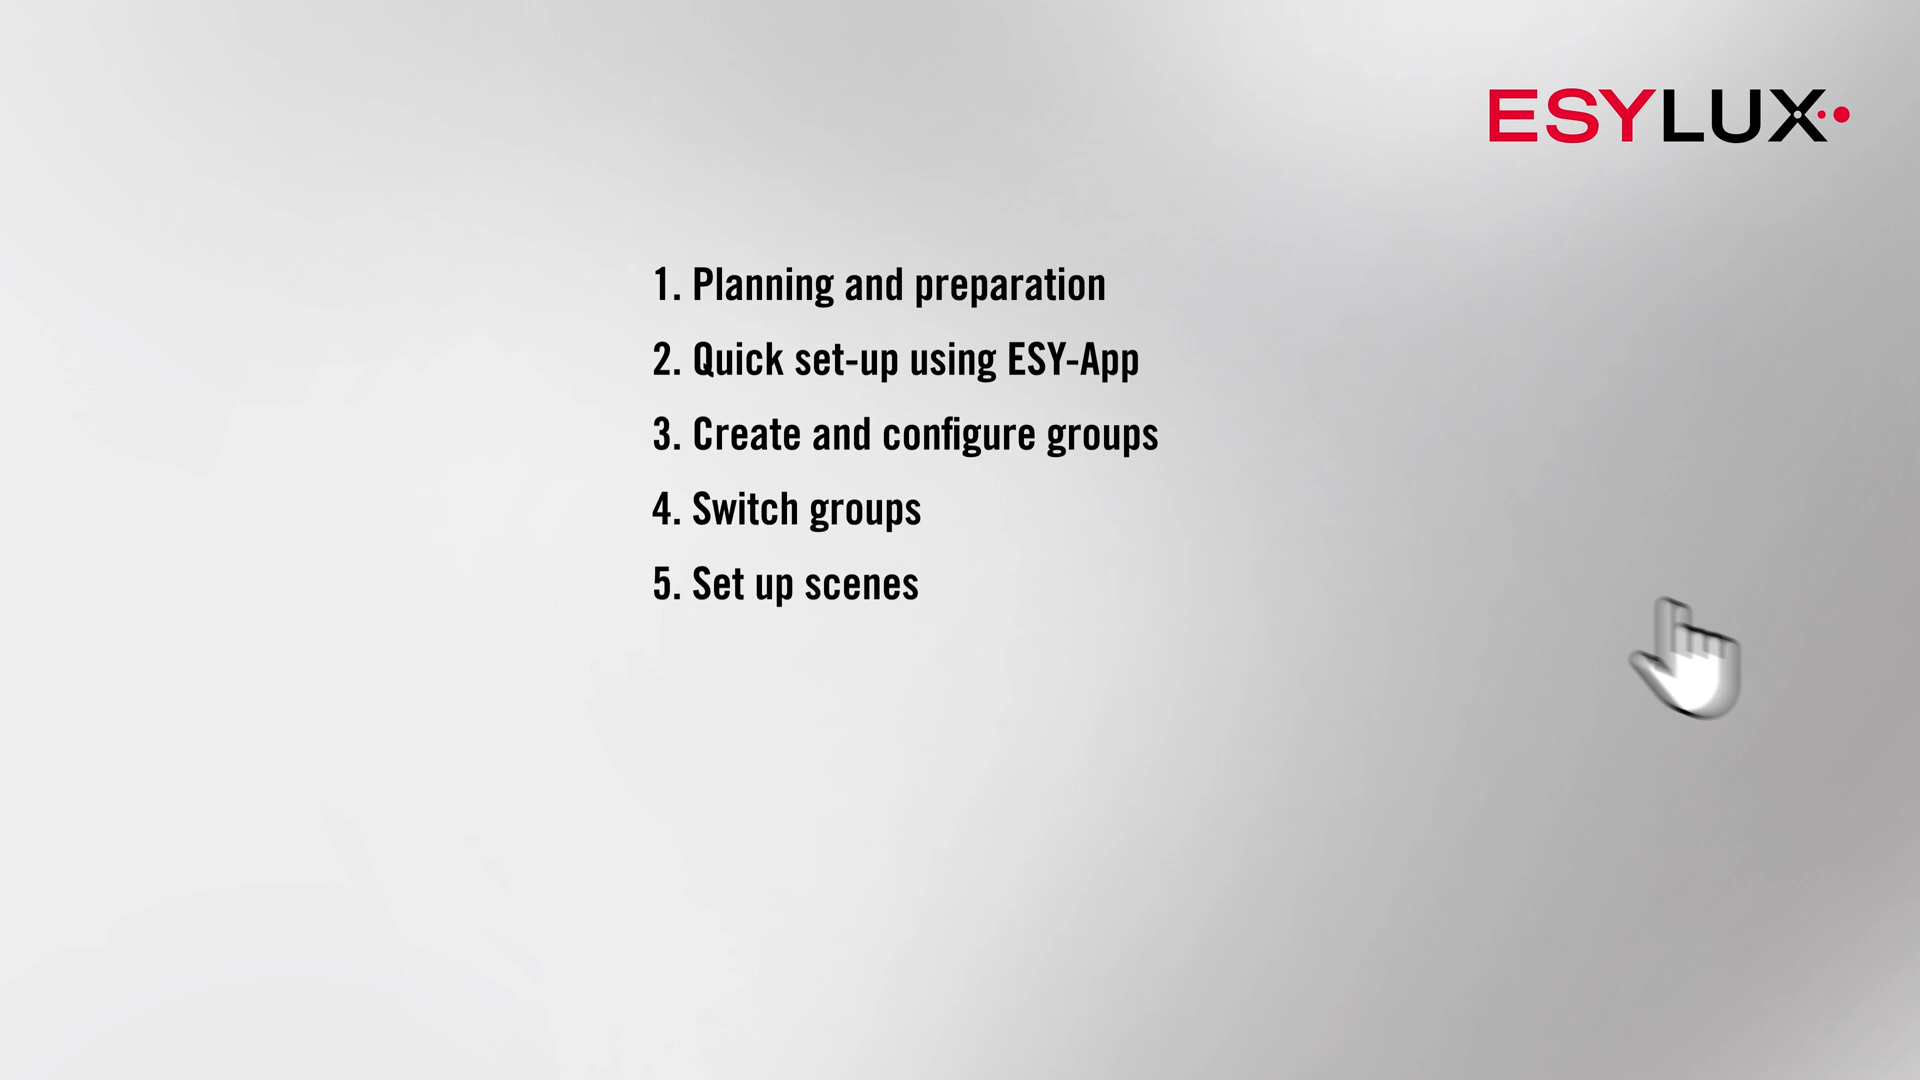 ESYLUX
1. Planning and preparation
2. Quick set-up using ESY-App
3. Create and configure groups
4. Switch groups
5. Set up scenes